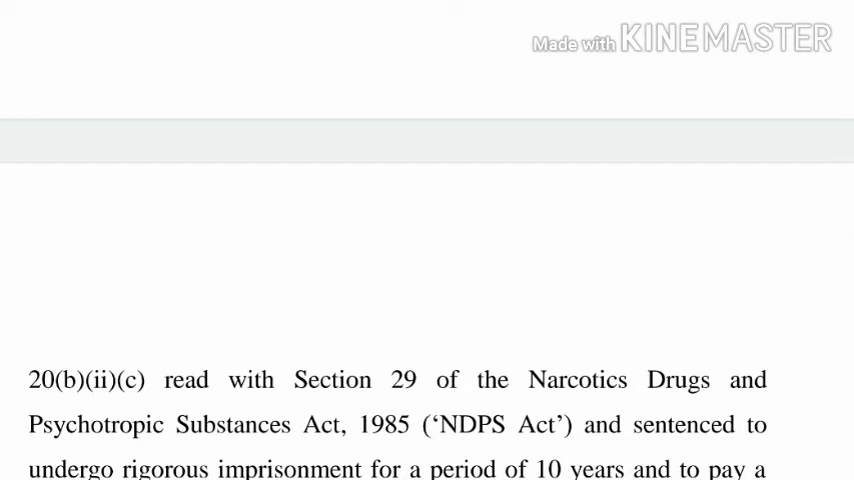 Made with KINEMASTER
20(b)(ii)(c) read with Section 29 of the Narcotics Drugs and
Psychotropic Substances Act, 1985 (‘NDPS Act’) and sentenced to
undergo rigorous imprisonment for a period of 10 years and to pay a